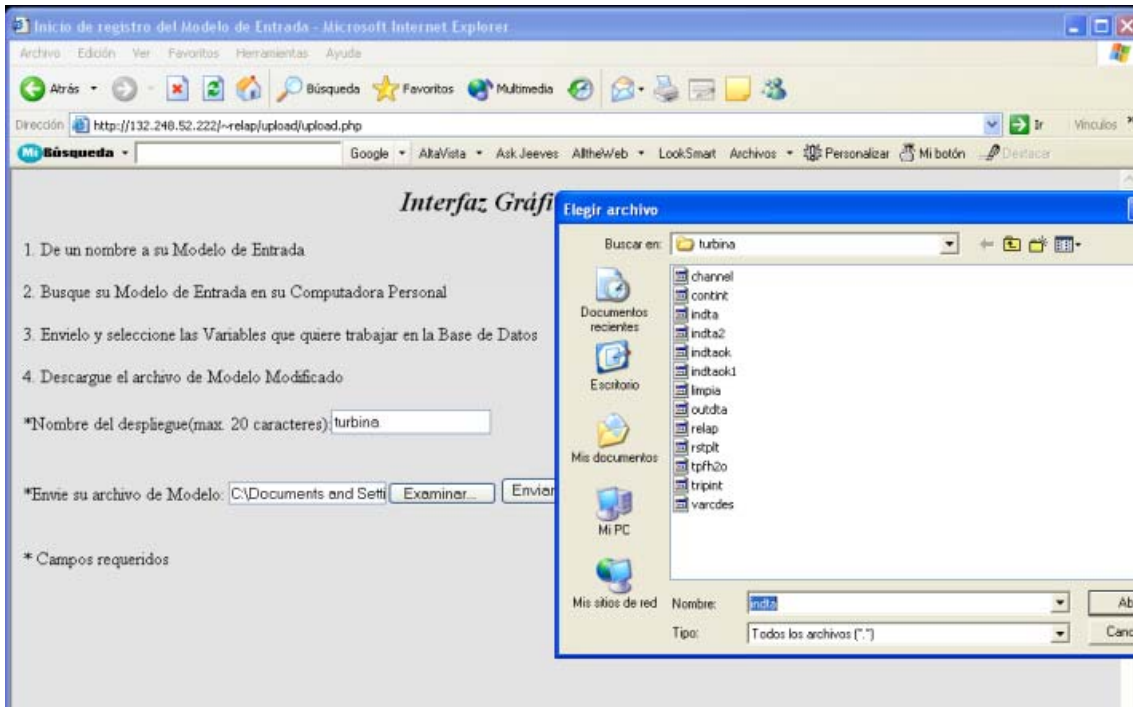 Inicio de registro del Modelo de Entrada - Microsoft Internet Explorer
Archivo Edición Ver Favoritos Herramientas Ayuda
Atrás Búsqueda Favoritos Multimedia
Dirección http://132.248.52.222/~relap/upload/upload.php Ir Vínculos
Mi Búsqueda Google AltaVista Ask Jeeves AlltheWeb LookSmart Archivos Personalizar Mi botón Destacar
Interfaz Gráfi
1. De un nombre a su Modelo de Entrada
2. Busque su Modelo de Entrada en su Computadora Personal
3. Envielo y seleccione las Variables que quiere trabajar en la Base de Datos
4. Descargue el archivo de Modelo Modificado
*Nombre del despliegue(max. 20 caracteres): turbina
*Envie su archivo de Modelo: C:\Documents and Setti Examinar... Enviar
* Campos requeridos
Elegir archivo
Buscar en: turbina
Documentos recientes
Escritorio
Mis documentos
Mi PC
Mis sitios de red
channel
contint
indta
indta2
indtaok
indtaok1
limpia
outdta
relap
rstplt
tpfh2o
tripint
varcdes
Nombre: indta Ab
Tipo: Todos los archivos (*.*) Canc